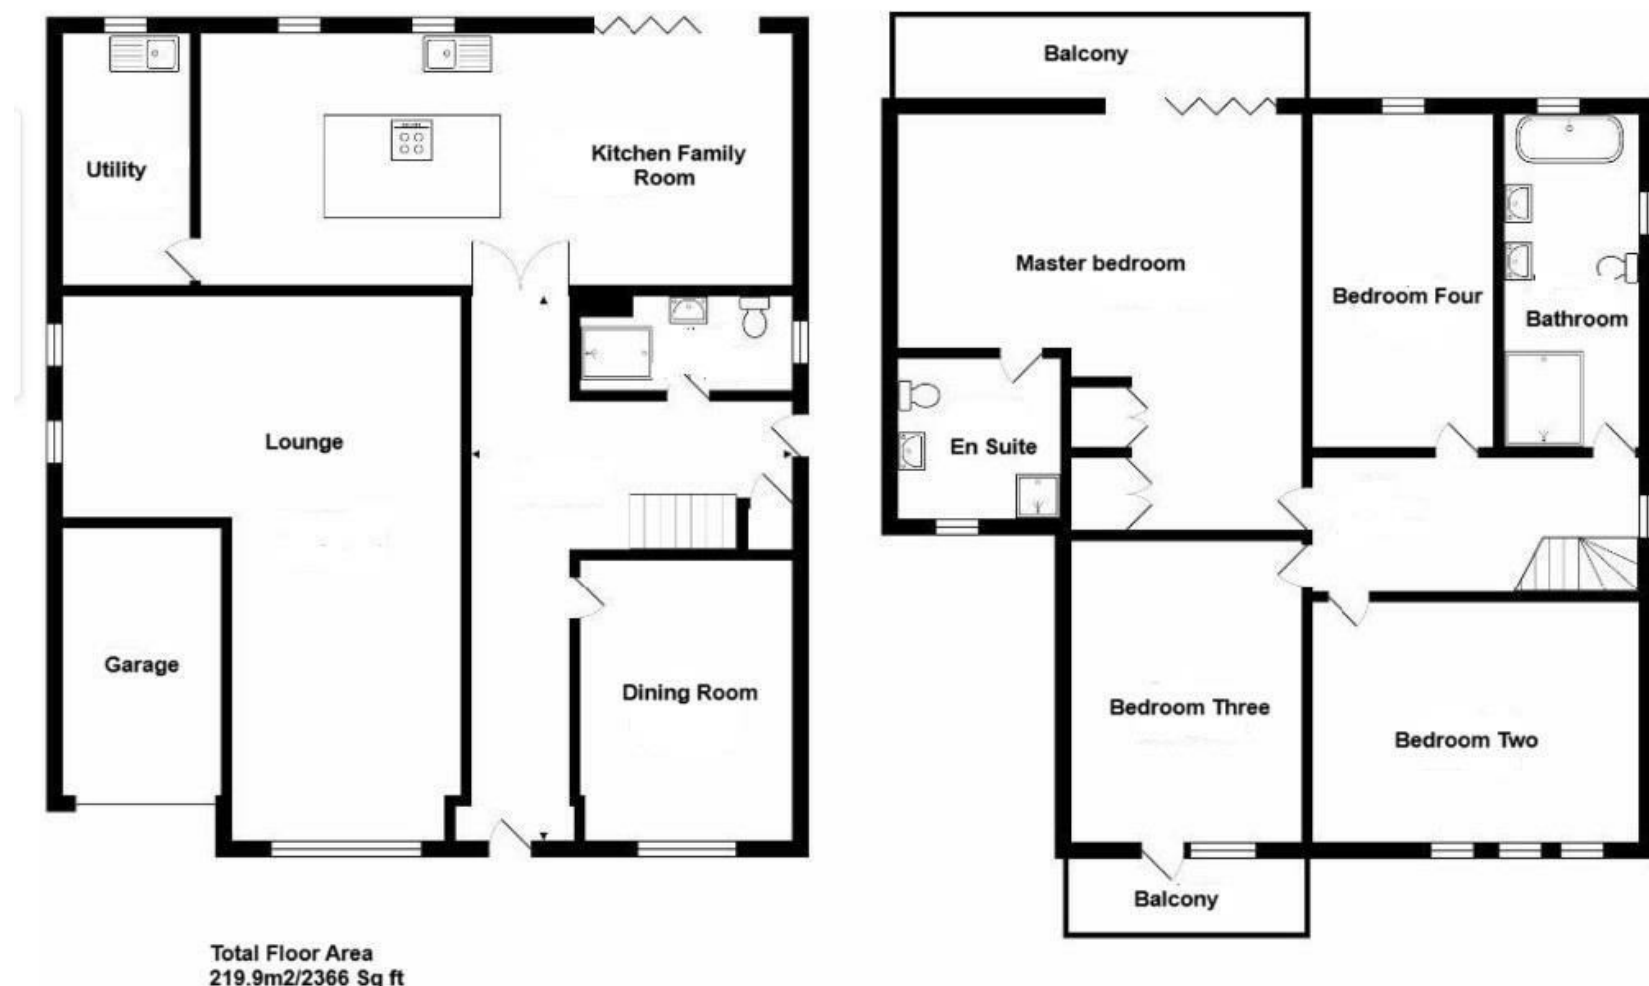 Utility
Kitchen Family
Room
Lounge
Garage
Dining Room
Total Floor Area
219.9m2/2366 Sq ft
Balcony
Master bedroom
Bedroom Four
Bathroom
En Suite
Bedroom Three
Bedroom Two
Balcony